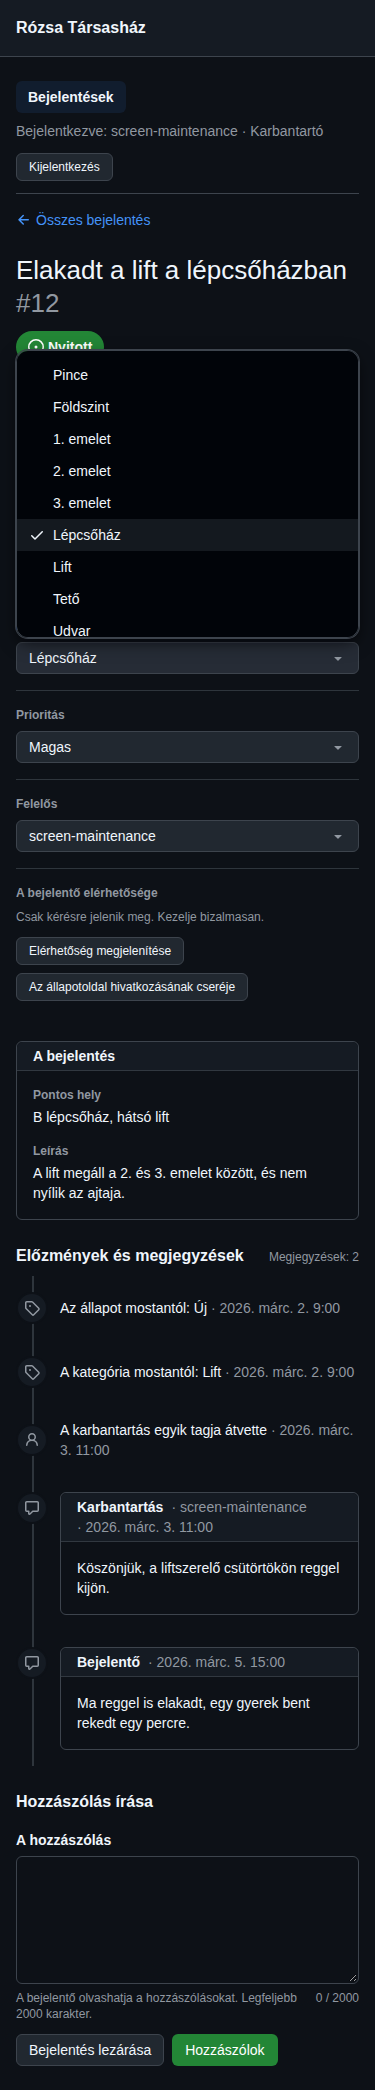 Rózsa Társasház
Bejelentések
Bejelentkezve: screen-maintenance · Karbantartó
Kijelentkezés
← Összes bejelentés
Elakadt a lift a lépcsőházban
#12
Nyitott
Pince
Földszint
1. emelet
2. emelet
3. emelet
Lépcsőház
Lift
Tető
Udvar
Lépcsőház
Prioritás
Magas
Felelős
screen-maintenance
A bejelentő elérhetősége
Csak kérésre jelenik meg. Kezelje bizalmasan.
Elérhetőség megjelenítése
Az állapotoldal hivatkozásának cseréje
A bejelentés
Pontos hely
B lépcsőház, hátsó lift
Leírás
A lift megáll a 2. és 3. emelet között, és nem
nyílik az ajtaja.
Előzmények és megjegyzések
Megjegyzések: 2
Az állapot mostantól: Új · 2026. márc. 2. 9:00
A kategória mostantól: Lift · 2026. márc. 2. 9:00
A karbantartás egyik tagja átvette · 2026. márc.
3. 11:00
Karbantartás · screen-maintenance
· 2026. márc. 3. 11:00
Köszönjük, a liftszerelő csütörtökön reggel
kijön.
Bejelentő · 2026. márc. 5. 15:00
Ma reggel is elakadt, egy gyerek bent
rekedt egy percre.
Hozzászólás írása
A hozzászólás
A bejelentő olvashatja a hozzászólásokat. Legfeljebb
2000 karakter.
0 / 2000
Bejelentés lezárása
Hozzászólok